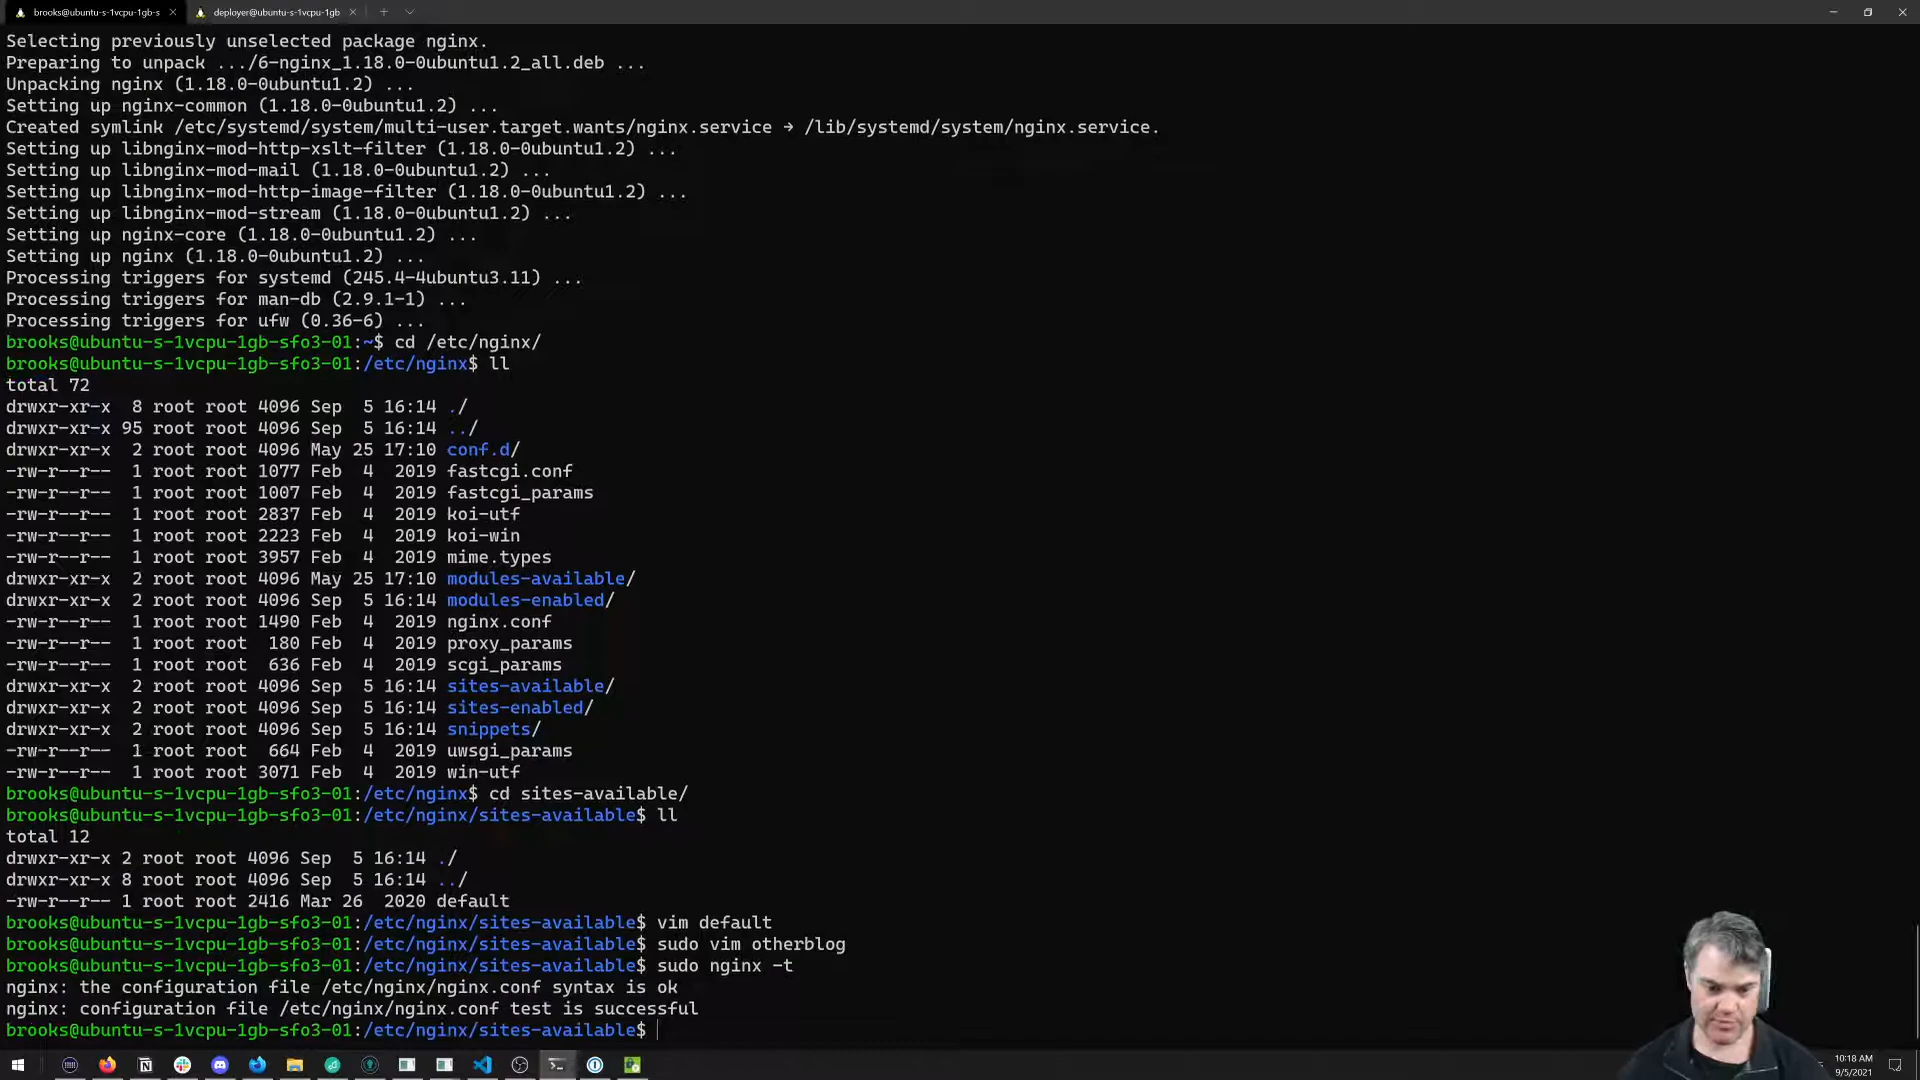 brooks@ubuntu-s-1vcpu-1gb-s
deployer@ubuntu-s-1vcpu-1gb
Selecting previously unselected package nginx.
Preparing to unpack .../6-nginx_1.18.0-0ubuntu1.2_all.deb ...
Unpacking nginx (1.18.0-0ubuntu1.2) ...
Setting up nginx-common (1.18.0-0ubuntu1.2) ...
Created symlink /etc/systemd/system/multi-user.target.wants/nginx.service → /lib/systemd/system/nginx.service.
Setting up libnginx-mod-http-xslt-filter (1.18.0-0ubuntu1.2) ...
Setting up libnginx-mod-mail (1.18.0-0ubuntu1.2) ...
Setting up libnginx-mod-http-image-filter (1.18.0-0ubuntu1.2) ...
Setting up libnginx-mod-stream (1.18.0-0ubuntu1.2) ...
Setting up nginx-core (1.18.0-0ubuntu1.2) ...
Setting up nginx (1.18.0-0ubuntu1.2) ...
Processing triggers for systemd (245.4-4ubuntu3.11) ...
Processing triggers for man-db (2.9.1-1) ...
Processing triggers for ufw (0.36-6) ...
brooks@ubuntu-s-1vcpu-1gb-sfo3-01:~$ cd /etc/nginx/
brooks@ubuntu-s-1vcpu-1gb-sfo3-01:/etc/nginx$ ll
total 72
drwxr-xr-x  8 root root 4096 Sep  5 16:14 ./
drwxr-xr-x 95 root root 4096 Sep  5 16:14 ../
drwxr-xr-x  2 root root 4096 May 25 17:10 conf.d/
-rw-r--r--  1 root root 1077 Feb  4  2019 fastcgi.conf
-rw-r--r--  1 root root 1007 Feb  4  2019 fastcgi_params
-rw-r--r--  1 root root 2837 Feb  4  2019 koi-utf
-rw-r--r--  1 root root 2223 Feb  4  2019 koi-win
-rw-r--r--  1 root root 3957 Feb  4  2019 mime.types
drwxr-xr-x  2 root root 4096 May 25 17:10 modules-available/
drwxr-xr-x  2 root root 4096 Sep  5 16:14 modules-enabled/
-rw-r--r--  1 root root 1490 Feb  4  2019 nginx.conf
-rw-r--r--  1 root root  180 Feb  4  2019 proxy_params
-rw-r--r--  1 root root  636 Feb  4  2019 scgi_params
drwxr-xr-x  2 root root 4096 Sep  5 16:14 sites-available/
drwxr-xr-x  2 root root 4096 Sep  5 16:14 sites-enabled/
drwxr-xr-x  2 root root 4096 Sep  5 16:14 snippets/
-rw-r--r--  1 root root  664 Feb  4  2019 uwsgi_params
-rw-r--r--  1 root root 3071 Feb  4  2019 win-utf
brooks@ubuntu-s-1vcpu-1gb-sfo3-01:/etc/nginx$ cd sites-available/
brooks@ubuntu-s-1vcpu-1gb-sfo3-01:/etc/nginx/sites-available$ ll
total 12
drwxr-xr-x 2 root root 4096 Sep  5 16:14 ./
drwxr-xr-x 8 root root 4096 Sep  5 16:14 ../
-rw-r--r-- 1 root root 2416 Mar 26  2020 default
brooks@ubuntu-s-1vcpu-1gb-sfo3-01:/etc/nginx/sites-available$ vim default
brooks@ubuntu-s-1vcpu-1gb-sfo3-01:/etc/nginx/sites-available$ sudo vim otherblog
brooks@ubuntu-s-1vcpu-1gb-sfo3-01:/etc/nginx/sites-available$ sudo nginx -t
nginx: the configuration file /etc/nginx/nginx.conf syntax is ok
nginx: configuration file /etc/nginx/nginx.conf test is successful
brooks@ubuntu-s-1vcpu-1gb-sfo3-01:/etc/nginx/sites-available$
10:18 AM
9/5/2021